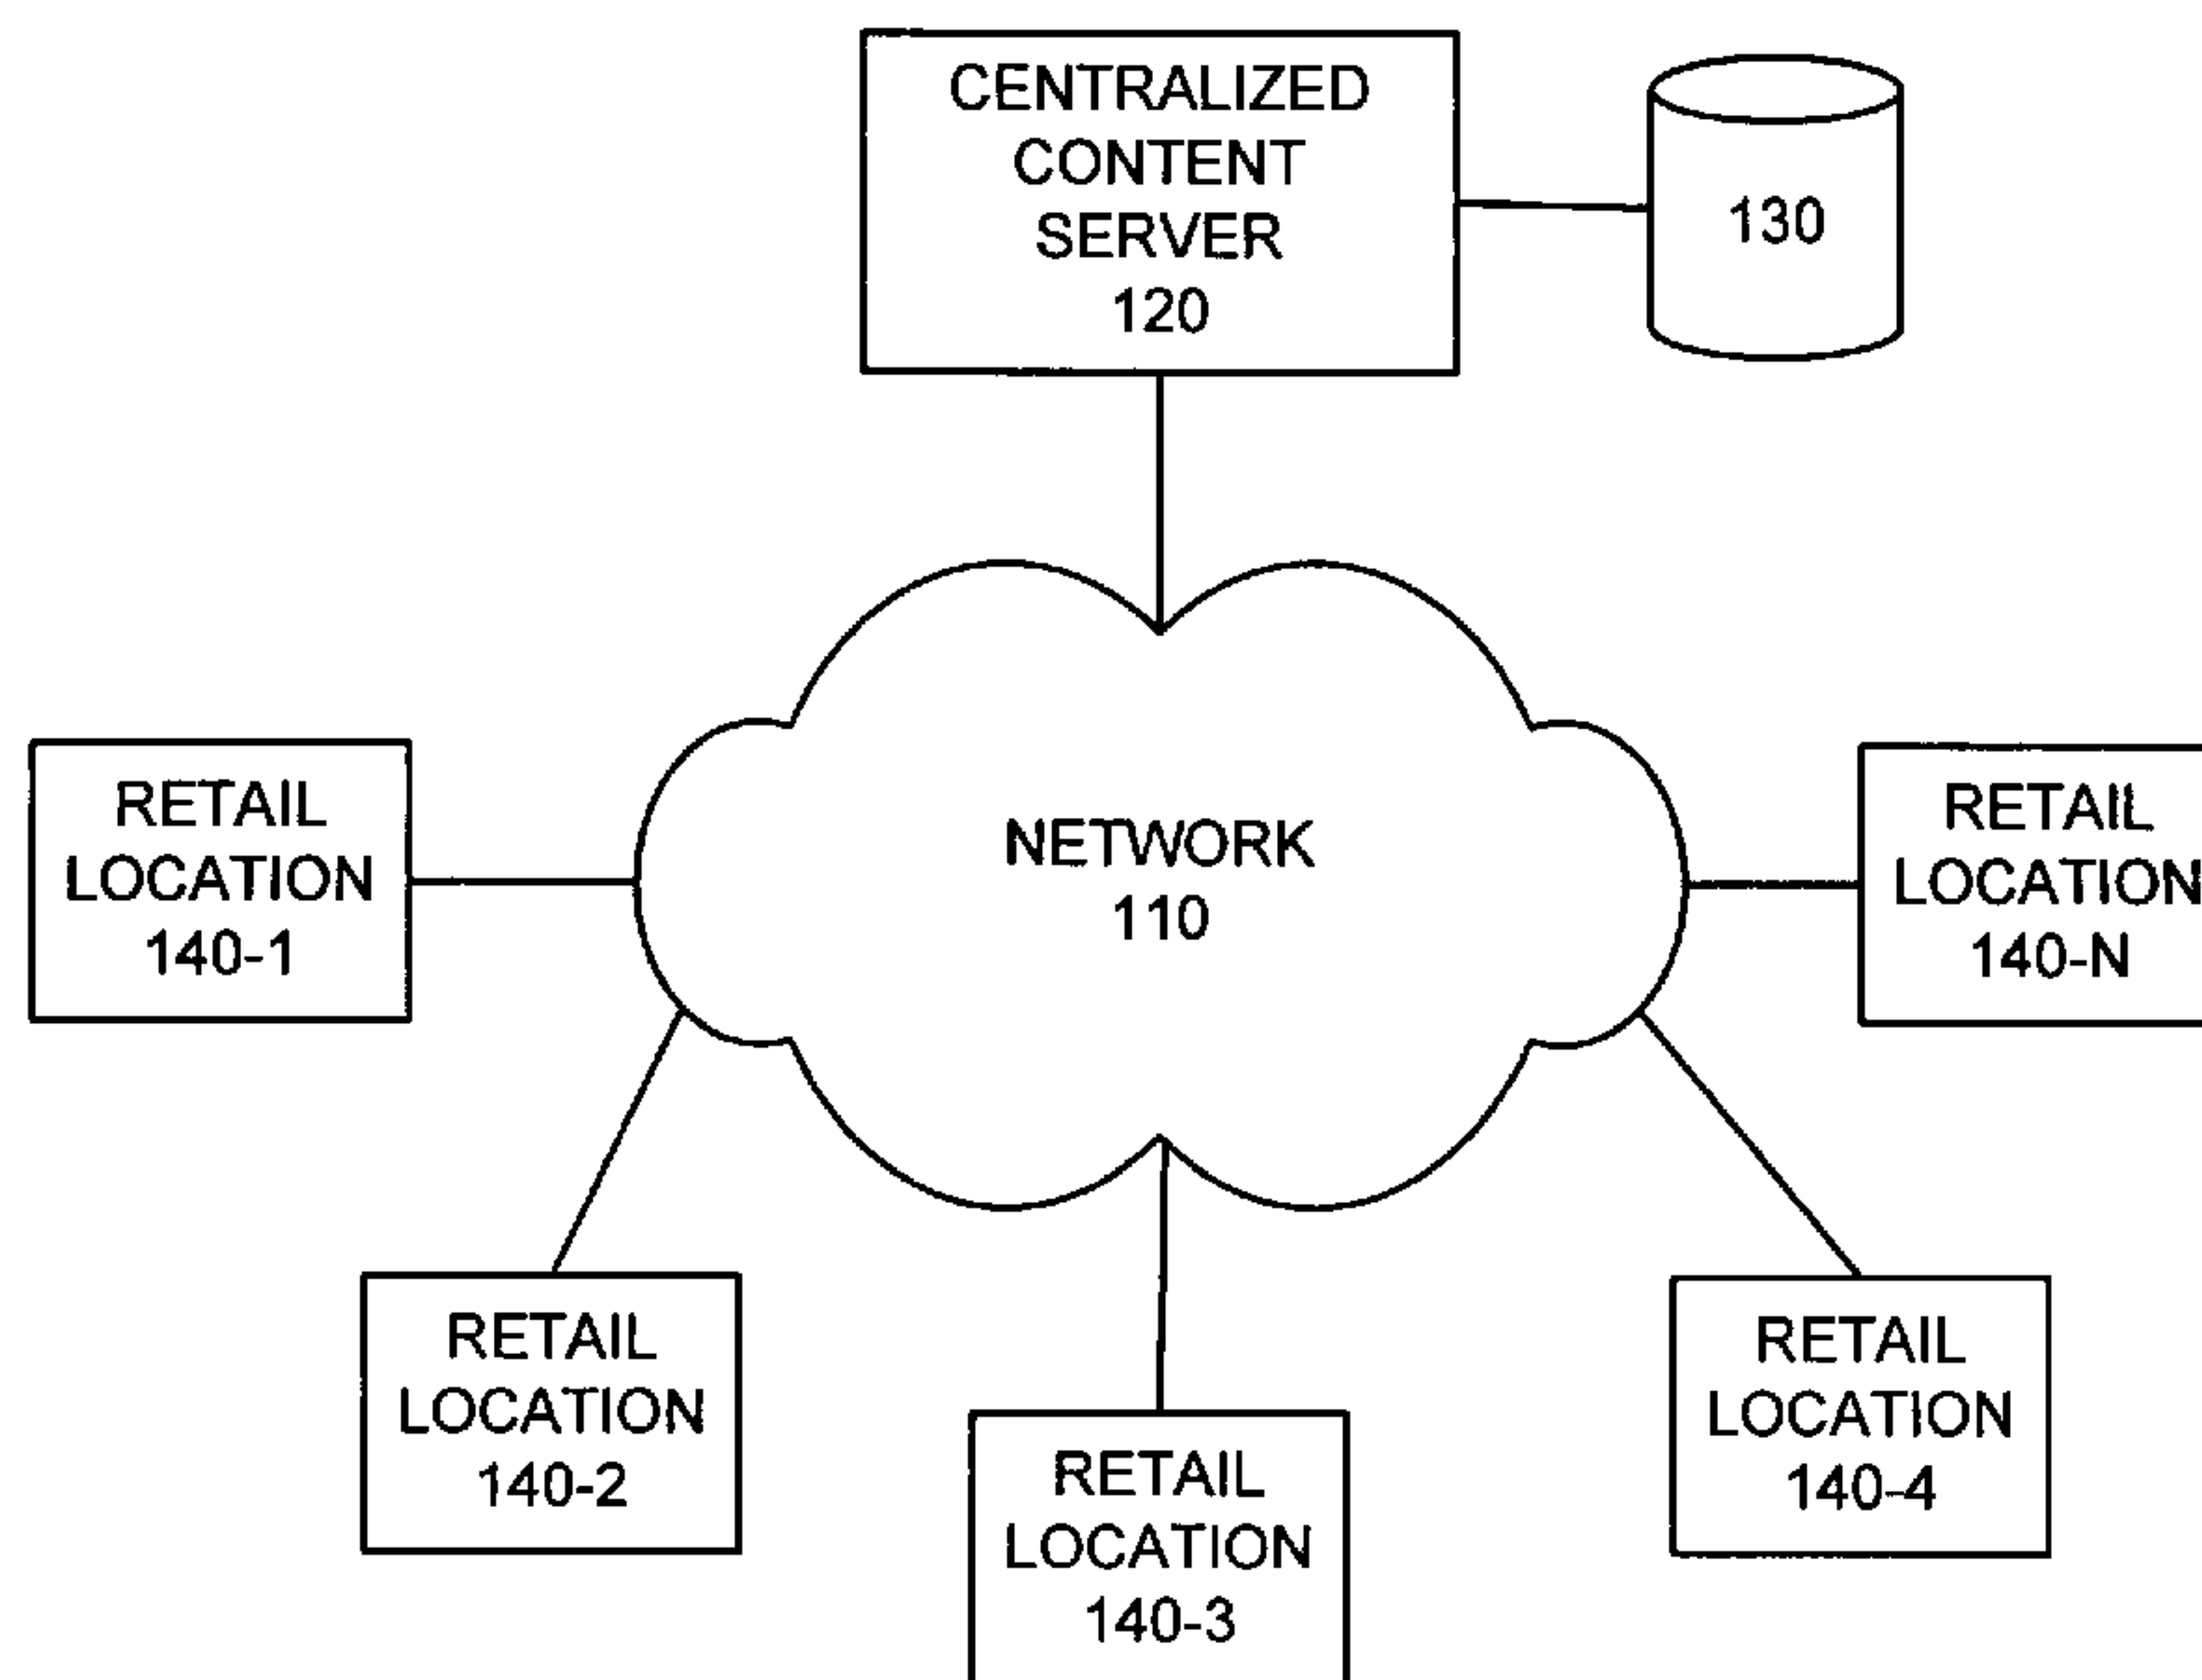 CENTRALIZED
CONTENT
SERVER
120
130
RETAIL
LOCATION
140-1
NETWORK
110
RETAIL
LOCATION
140-N
RETAIL
LOCATION
140-2
RETAIL
LOCATION
140-3
RETAIL
LOCATION
140-4